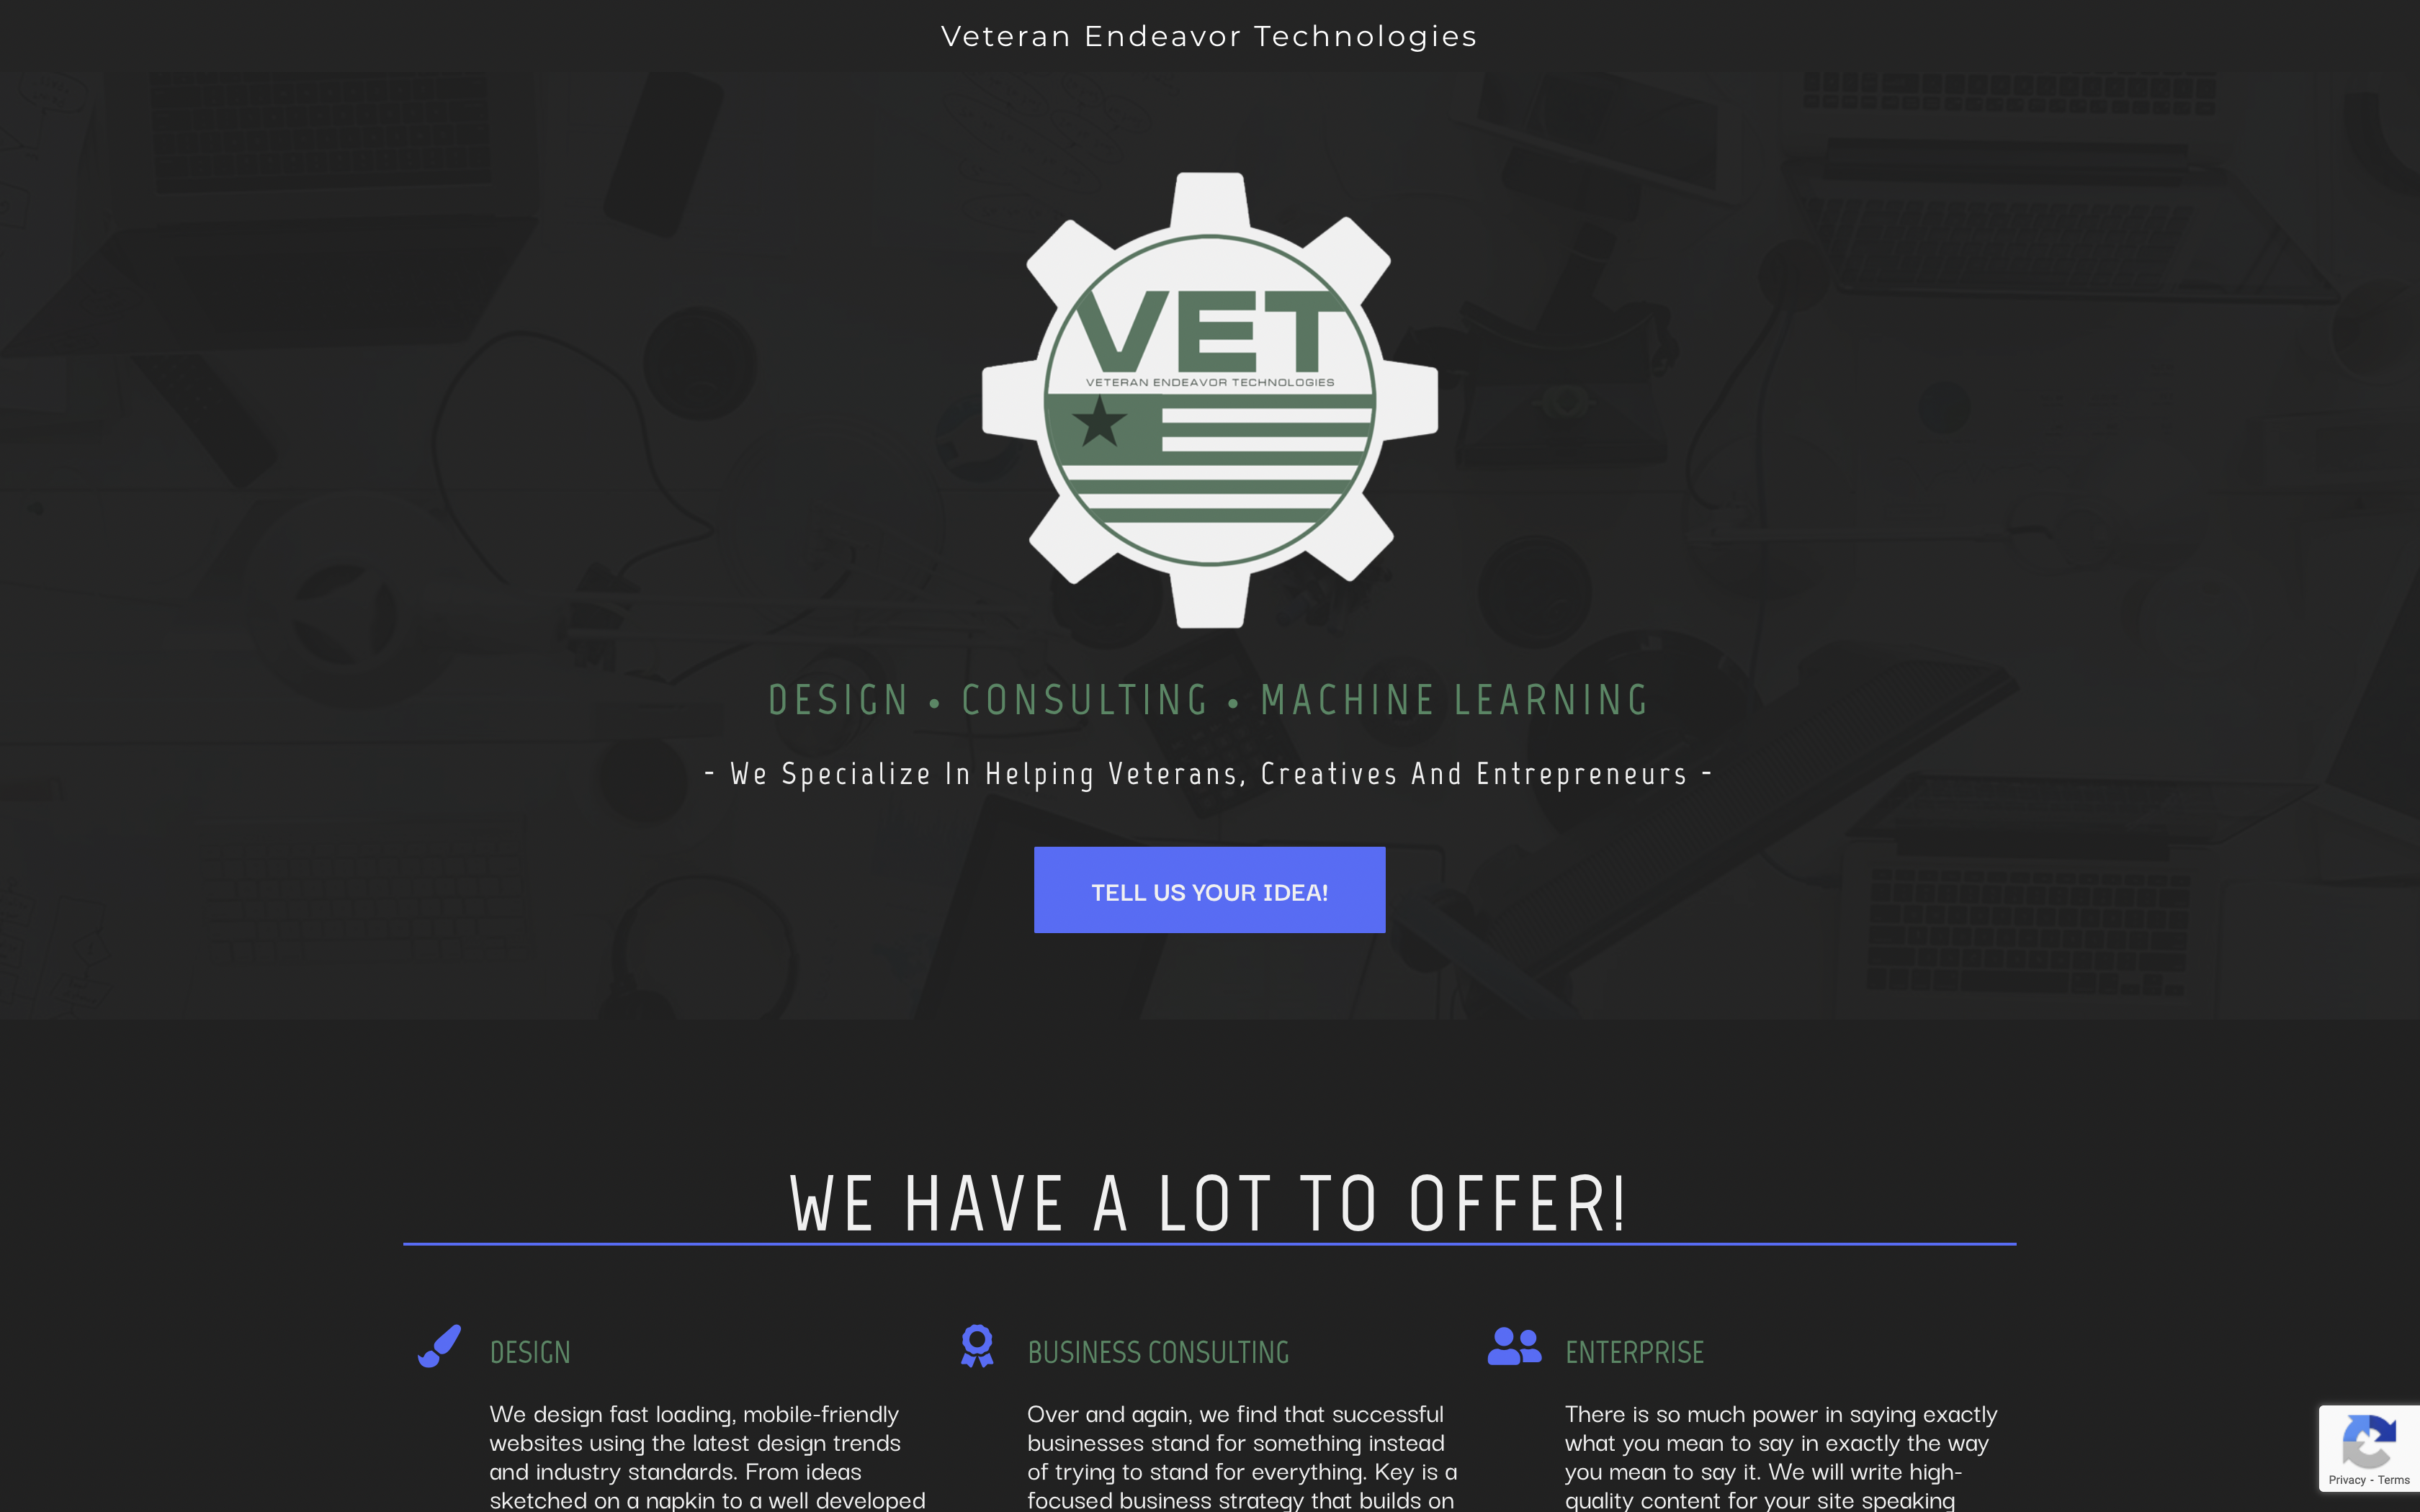 Veteran Endeavor Technologies
VET
VETERAN ENDEAVOR TECHNOLOGIES
DESIGN • CONSULTING • MACHINE LEARNING
- We Specialize In Helping Veterans, Creatives And Entrepreneurs -
TELL US YOUR IDEA!
WE HAVE A LOT TO OFFER!
DESIGN
We design fast loading, mobile-friendly
websites using the latest design trends
and industry standards. From ideas
sketched on a napkin to a well developed
BUSINESS CONSULTING
Over and again, we find that successful
businesses stand for something instead
of trying to stand for everything. Key is a
focused business strategy that builds on
ENTERPRISE
There is so much power in saying exactly
what you mean to say in exactly the way
you mean to say it. We will write high-
quality content for your site speaking
Privacy - Terms